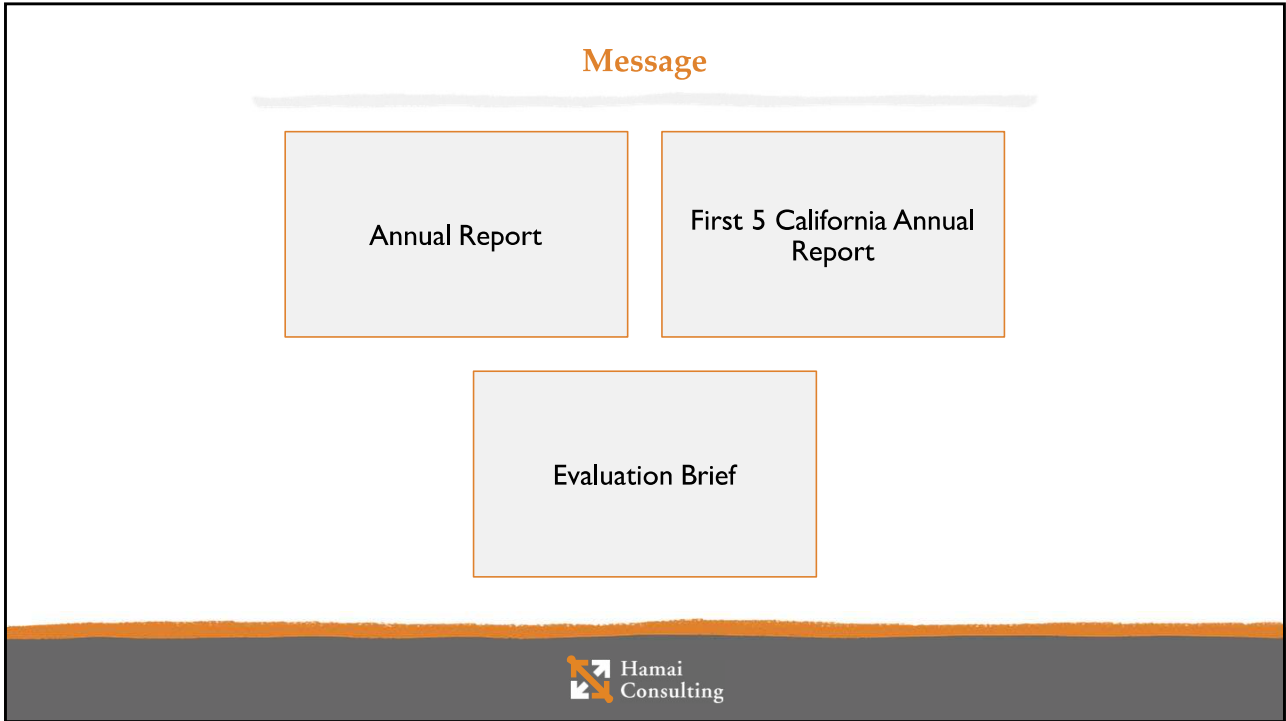 Message
Annual Report
First 5 California Annual
Report
Evaluation Brief
Hamai
Consulting